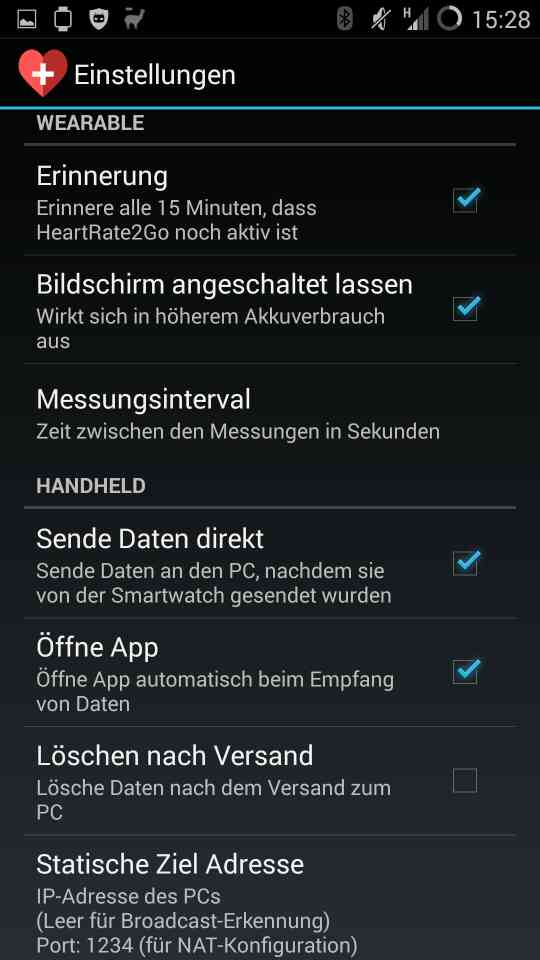 H 15:28
Einstellungen
WEARABLE
Erinnerung
Erinnere alle 15 Minuten, dass
HeartRate2Go noch aktiv ist
Bildschirm angeschaltet lassen
Wirkt sich in höherem Akkuverbrauch
aus
Messungsinterval
Zeit zwischen den Messungen in Sekunden
HANDHELD
Sende Daten direkt
Sende Daten an den PC, nachdem sie
von der Smartwatch gesendet wurden
Öffne App
Öffne App automatisch beim Empfang
von Daten
Löschen nach Versand
Lösche Daten nach dem Versand zum
PC
Statische Ziel Adresse
IP-Adresse des PCs
(Leer für Broadcast-Erkennung)
Port: 1234 (für NAT-Konfiguration)